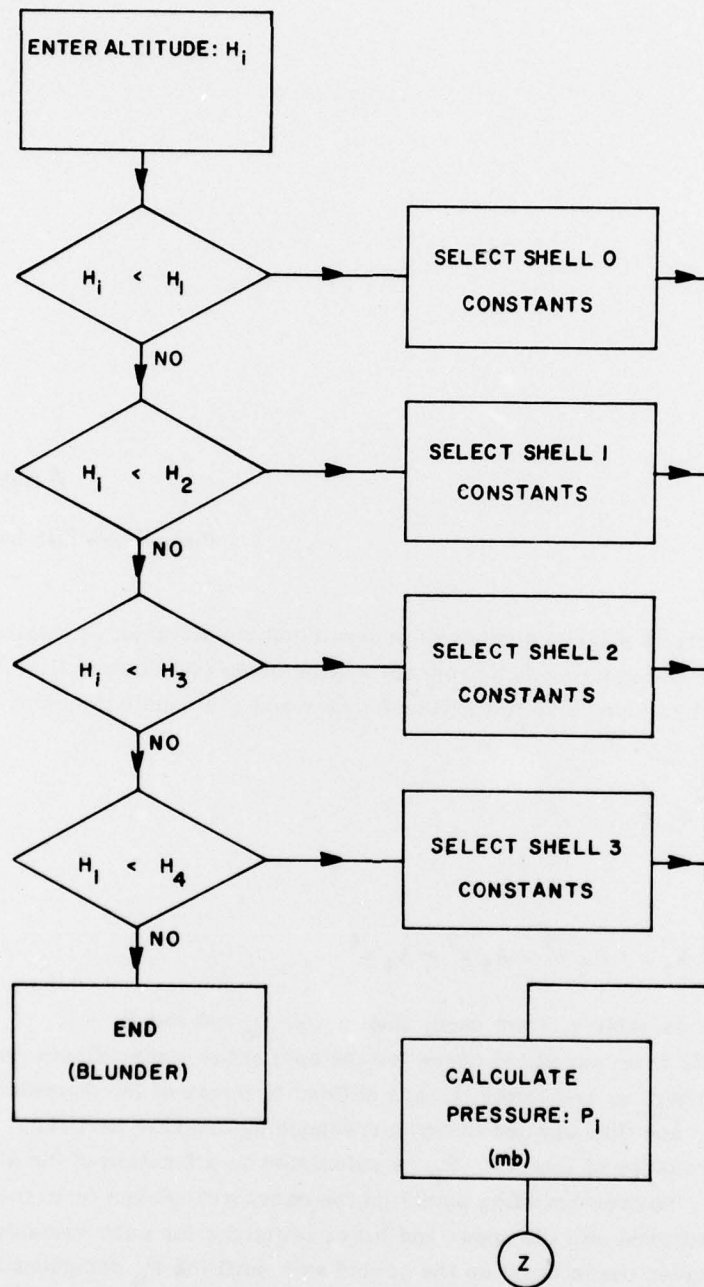 ENTER ALTITUDE: Hi
Hi < H1
SELECT SHELL 0
CONSTANTS
NO
Hi < H2
SELECT SHELL 1
CONSTANTS
NO
Hi < H3
SELECT SHELL 2
CONSTANTS
NO
H1 < H4
SELECT SHELL 3
CONSTANTS
NO
END
(BLUNDER)
CALCULATE
PRESSURE: Pi
(mb)
Z